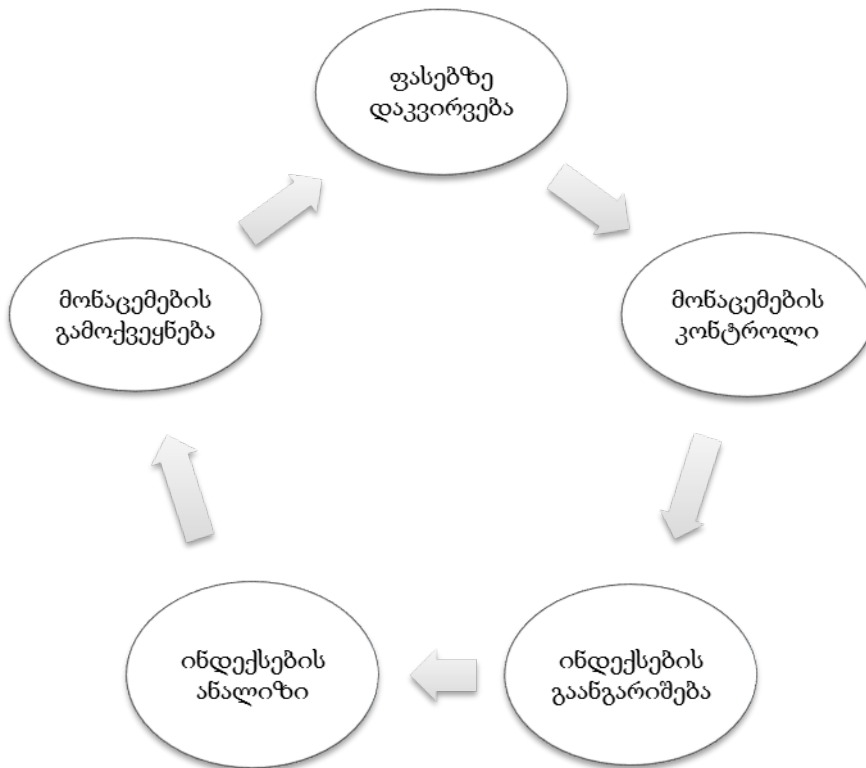 ფასებზე
დაკვირვება
მონაცემების
კონტროლი
ინდექსების
გაანგარიშება
ინდექსების
ანალიზი
მონაცემების
გამოქვეყნება